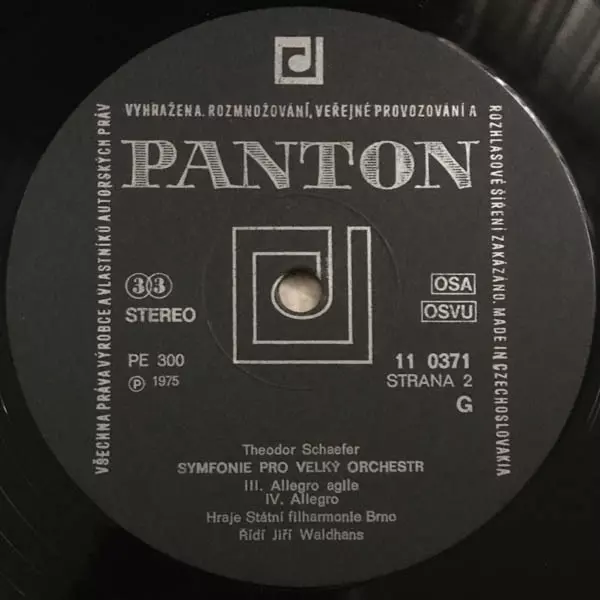 VŠECHNA PRÁVA VÝROBCE A VLASTNÍKŮ AUTORSKÝCH PRÁV
VYHRAŽENA. ROZMNOŽOVÁNÍ, VEŘEJNÉ PROVOZOVÁNÍ A
ROZHLASOVÉ ŠÍŘENÍ ZAKÁZÁNO. MADE IN CZECHOSLOVAKIA
PANTON
33
STEREO
OSA
OSVU
PE 300
℗ 1975
11 0371
STRANA 2
G
Theodor Schaefer
SYMFONIE PRO VELKÝ ORCHESTR
III. Allegro agile
IV. Allegro
Hraje Státní filharmonie Brno
Řídí Jiří Waldhans